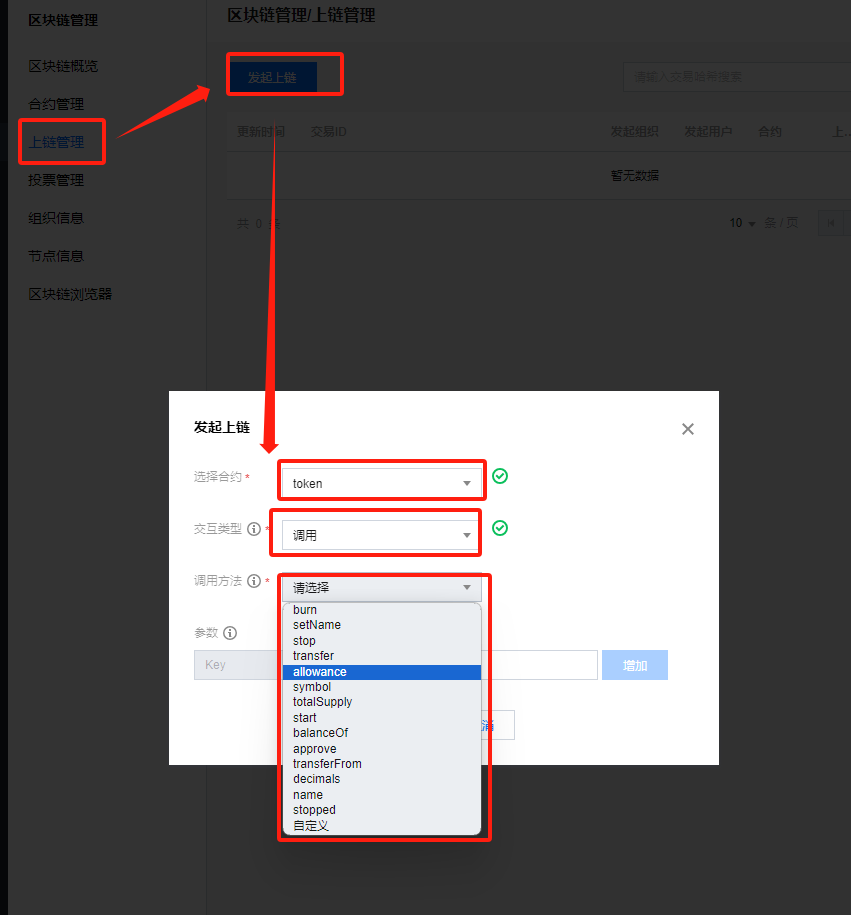 区块链管理
区块链概览
合约管理
上链管理
投票管理
组织信息
节点信息
区块链浏览器
区块链管理/上链管理
发起上链
请输入交易哈希搜索
更新时间 交易ID 发起组织 发起用户 合约 上...
暂无数据
共 0 条
10 条 / 页
发起上链
选择合约 *
token
交互类型 *
调用
调用方法 *
请选择
burn
setName
stop
transfer
allowance
symbol
totalSupply
start
balanceOf
approve
transferFrom
decimals
name
stopped
自定义
参数
Key
增加
消